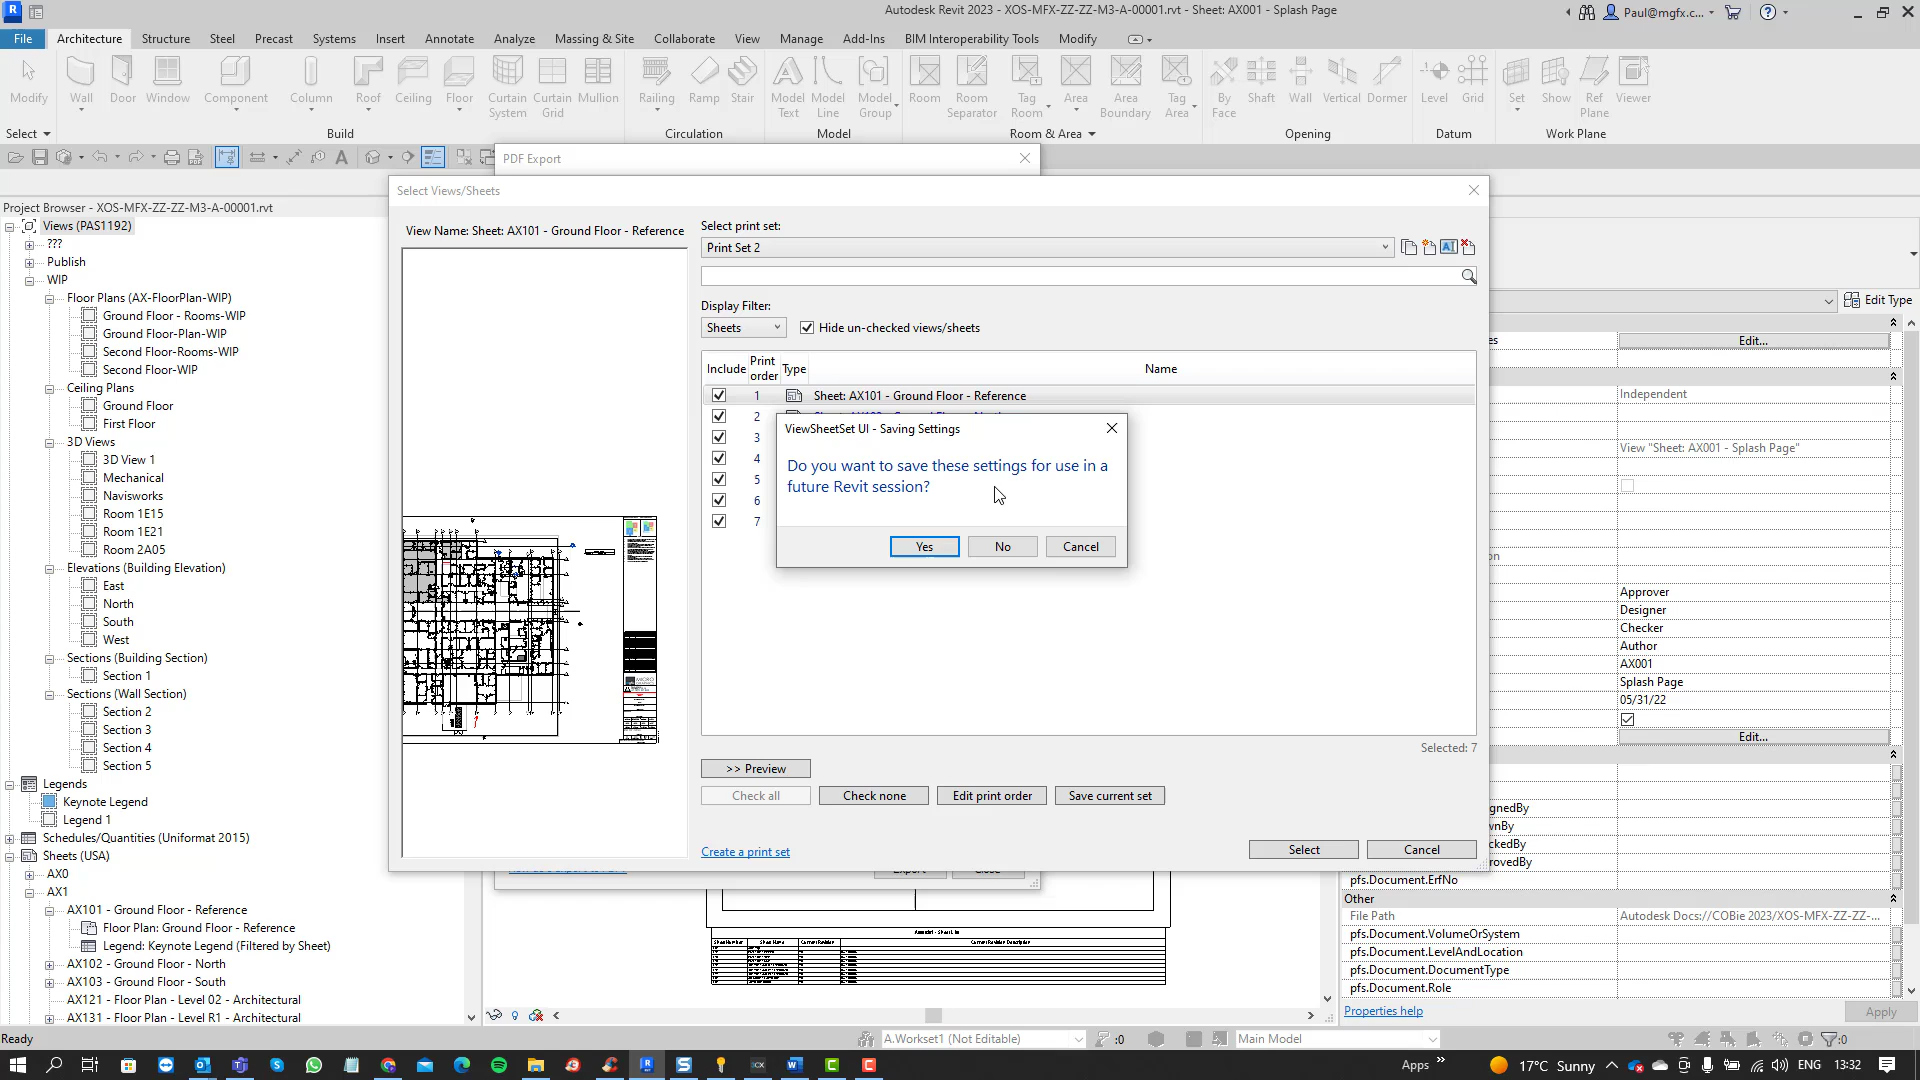 Autodesk Revit 2023 - XOS-MFX-ZZ-ZZ-M3-A-00001.rvt - Sheet: AX001 - Splash Page
Paul@mgfx.c...
File Architecture Structure Steel Precast Systems Insert Annotate Analyze Massing & Site Collaborate View Manage Add-Ins BIM Interoperability Tools Modify
Modify Wall Door Window Component Column Roof Ceiling Floor Curtain System Curtain Grid Mullion Railing Ramp Stair Model Text Model Line Model Group Room Room Separator Tag Room Area Area Boundary Tag Area By Face Shaft Wall Vertical Dormer Level Grid Set Show Ref Plane Viewer
Select Build Circulation Model Room & Area Opening Datum Work Plane
PDF Export
Select Views/Sheets
Project Browser - XOS-MFX-ZZ-ZZ-M3-A-00001.rvt
Views (PAS1192)
???
Publish
WIP
Floor Plans (AX-FloorPlan-WIP)
Ground Floor - Rooms-WIP
Ground Floor-Plan-WIP
Second Floor-Rooms-WIP
Second Floor-WIP
Ceiling Plans
Ground Floor
First Floor
3D Views
3D View 1
Mechanical
Navisworks
Room 1E15
Room 1E21
Room 2A05
Elevations (Building Elevation)
East
North
South
West
Sections (Building Section)
Section 1
Sections (Wall Section)
Section 2
Section 3
Section 4
Section 5
Legends
Keynote Legend
Legend 1
Schedules/Quantities (Uniformat 2015)
Sheets (USA)
AX0
AX1
AX101 - Ground Floor - Reference
Floor Plan: Ground Floor - Reference
Legend: Keynote Legend (Filtered by Sheet)
AX102 - Ground Floor - North
AX103 - Ground Floor - South
AX121 - Floor Plan - Level 02 - Architectural
AX131 - Floor Plan - Level R1 - Architectural
View Name: Sheet: AX101 - Ground Floor - Reference
Select print set:
Print Set 2
Display Filter:
Sheets Hide un-checked views/sheets
Include Print order Type Name
1 Sheet: AX101 - Ground Floor - Reference
2
3
4
5
6
7
ViewSheetSet UI - Saving Settings
Do you want to save these settings for use in a
future Revit session?
Yes No Cancel
Selected: 7
>> Preview
Check all Check none Edit print order Save current set
Create a print set
Select Cancel
Edit Type
es Edit...
Independent
View "Sheet: AX001 - Splash Page"
on
Approver
Designer
Checker
Author
AX001
Splash Page
05/31/22
Edit...
gnedBy
wnBy
ckedBy
rovedBy
pfs.Document.ErfNo
Other
File Path Autodesk Docs://COBie 2023/XOS-MFX-ZZ-ZZ-...
pfs.Document.VolumeOrSystem
pfs.Document.LevelAndLocation
pfs.Document.DocumentType
pfs.Document.Role
Properties help Apply
Ready A.Workset1 (Not Editable) :0 Main Model :0
Apps 17°C Sunny ENG 13:32